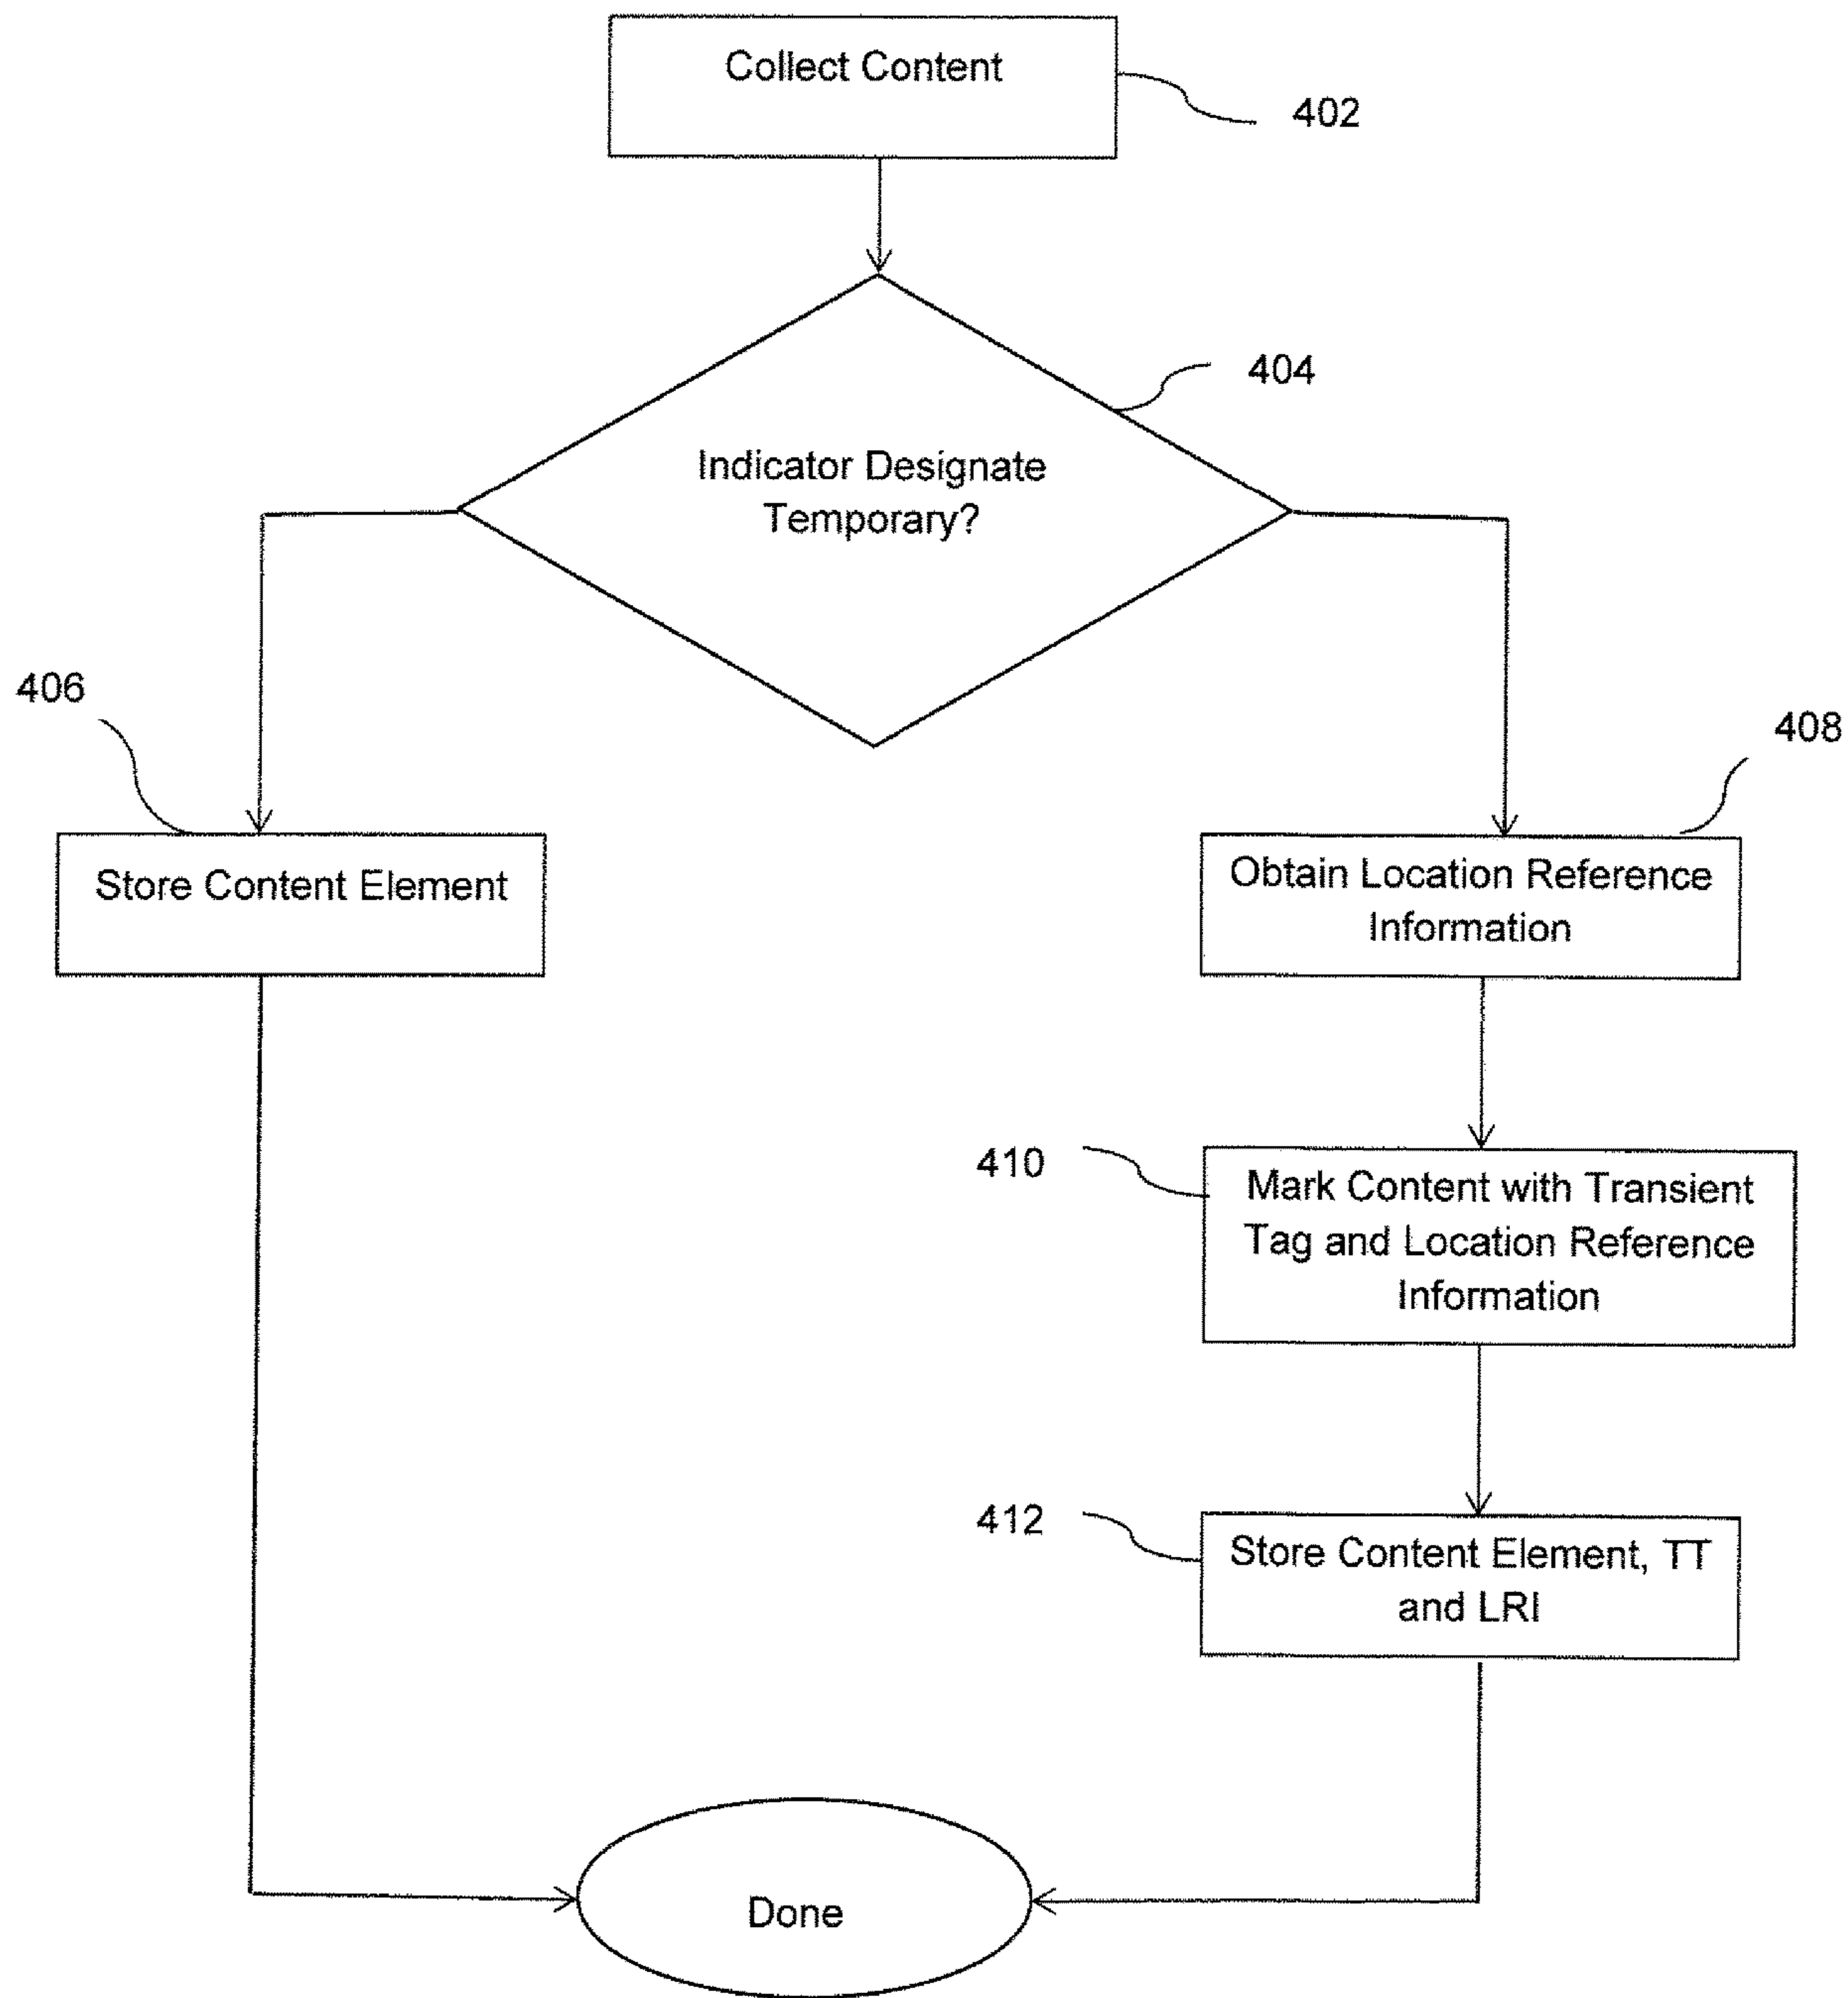 Collect Content
402
404
Indicator Designate
Temporary?
406
408
Store Content Element
Obtain Location Reference
Information
410
Mark Content with Transient
Tag and Location Reference
Information
412
Store Content Element, TT
and LRI
Done